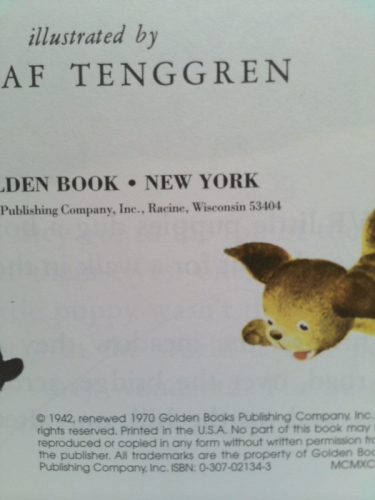 illustrated by
AF TENGGREN
LDEN BOOK • NEW YORK
Publishing Company, Inc., Racine, Wisconsin 53404
© 1942, renewed 1970 Golden Books Publishing Company, Inc.
rights reserved. Printed in the U.S.A. No part of this book may
reproduced or copied in any form without written permission fr
the publisher. All trademarks are the property of Golden Boo
Publishing Company, Inc. ISBN: 0-307-02134-3 MCMXC